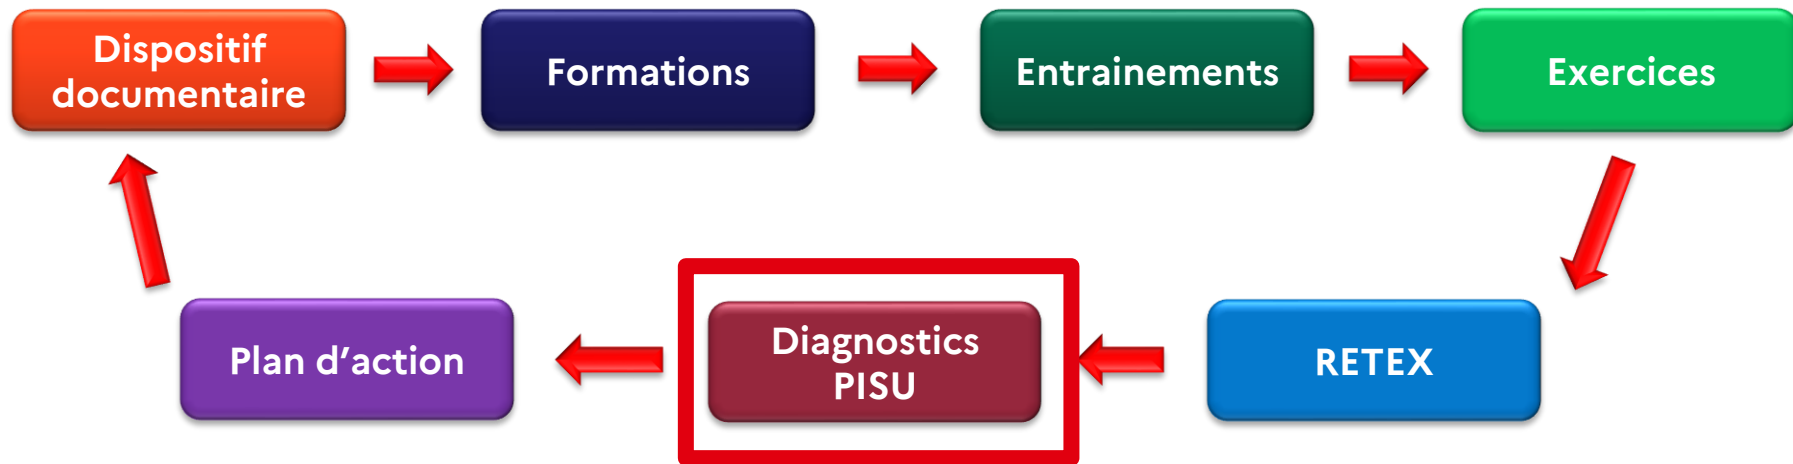 Dispositif
documentaire
Formations
Entrainements
Exercices
Plan d’action
Diagnostics
PISU
RETEX